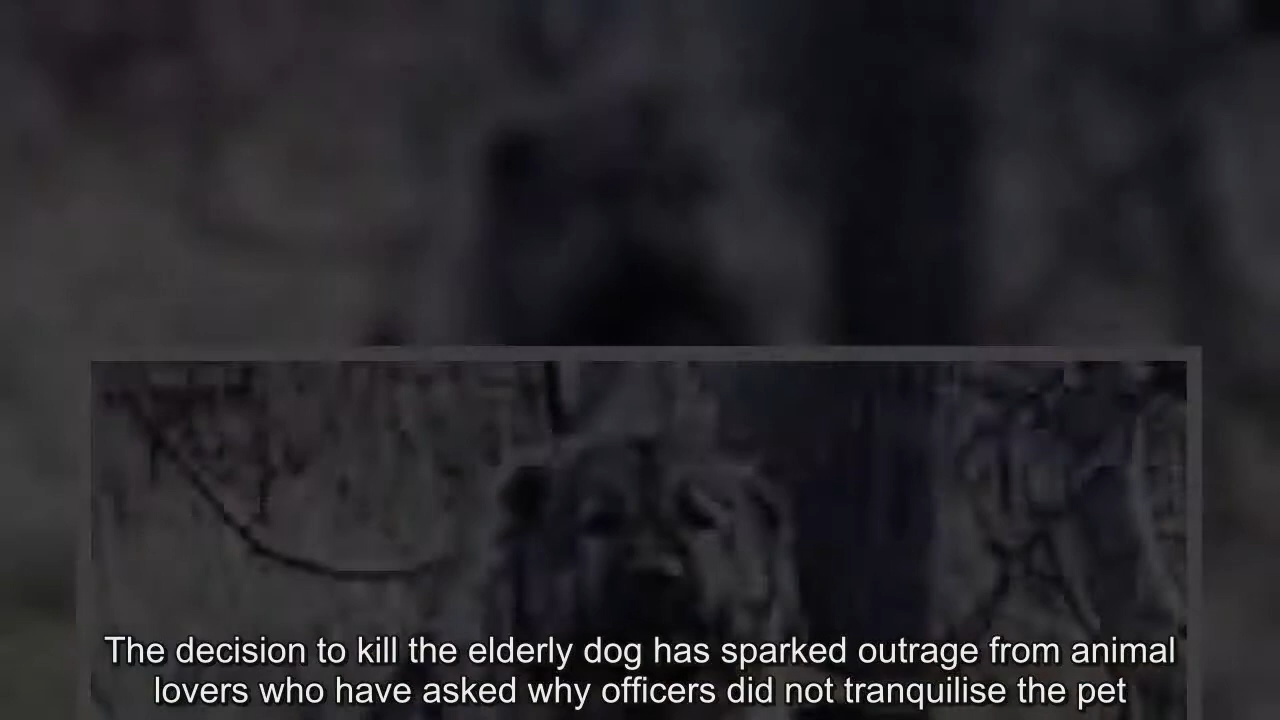 The decision to kill the elderly dog has sparked outrage from animal
lovers who have asked why officers did not tranquilise the pet